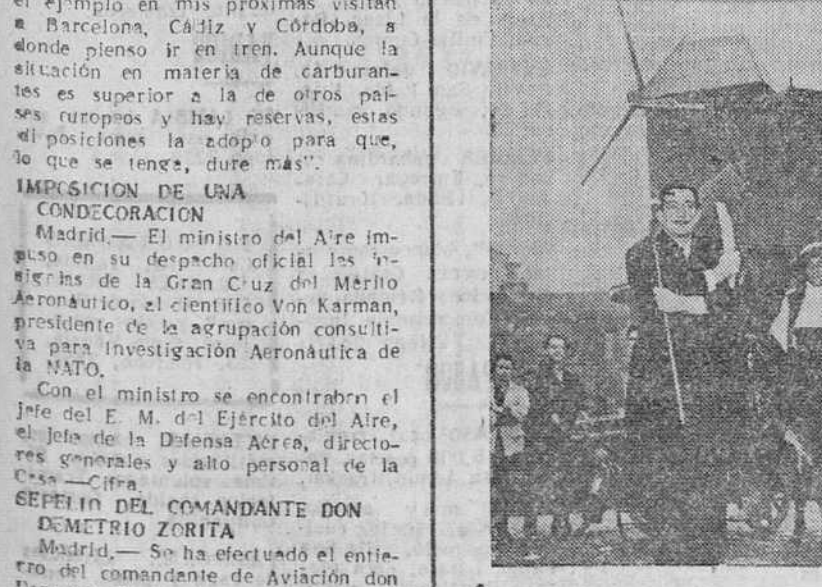 el ejemplo en mis próximas visitas
a Barcelona, Cádiz y Córdoba, a
donde pienso ir en tren. Aunque la
situación en materia de carburan-
tes es superior a la de otros paí-
ses europeos y hay reservas, estas
di posiciones la adopto para que,
lo que se tenga, dure más".
IMPOSICION DE UNA
CONDECORACION
Madrid.— El ministro del Aire im-
puso en su despacho oficial las in-
signias de la Gran Cruz del Mérito
Aeronáutico, al científico Von Karman,
presidente de la agrupación consulti-
va para Investigación Aeronáutica de
la NATO.
Con el ministro se encontraban el
jefe del E. M. del Ejército del Aire,
el Jefe de la Defensa Aérea, directo-
res generales y alto personal de la
Casa.—Cifra.
SEPELIO DEL COMANDANTE DON
DEMETRIO ZORITA
Madrid.— Se ha efectuado el entie-
rro del comandante de Aviación don